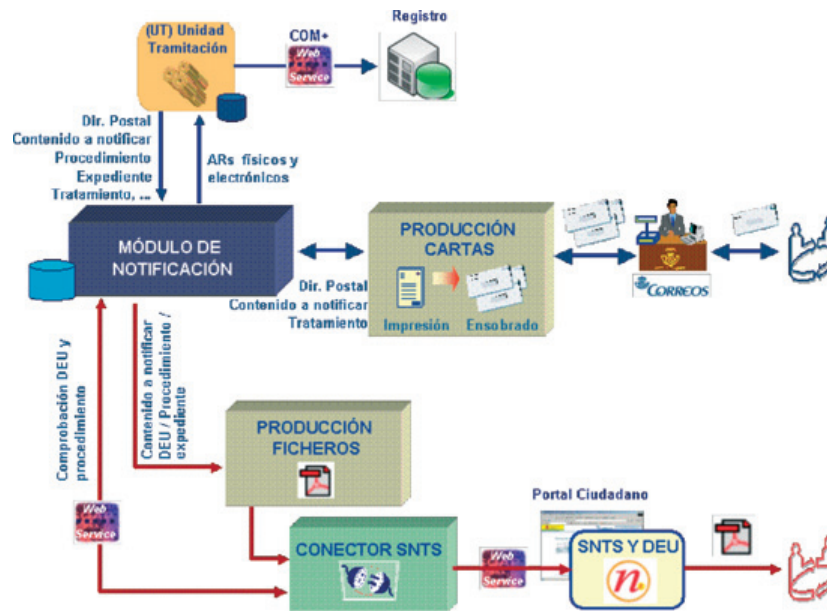 (UT) Unidad
Tramitación
COM+
Web
Service
Registro
Dir. Postal
Contenido a notificar
Procedimiento
Expediente
Tratamiento, ...
ARs físicos y
electrónicos
MÓDULO DE
NOTIFICACIÓN
Dir. Postal
Contenido a notificar
Tratamiento
PRODUCCIÓN
CARTAS
Impresión
Ensobrado
CORREOS
Comprobación DEU y
procedimiento
Contenido a notificar
DEU / Procedimiento /
expediente
PRODUCCIÓN
FICHEROS
Web
Service
CONECTOR SNTS
Web
Service
Portal Ciudadano
SNTS Y DEU
n